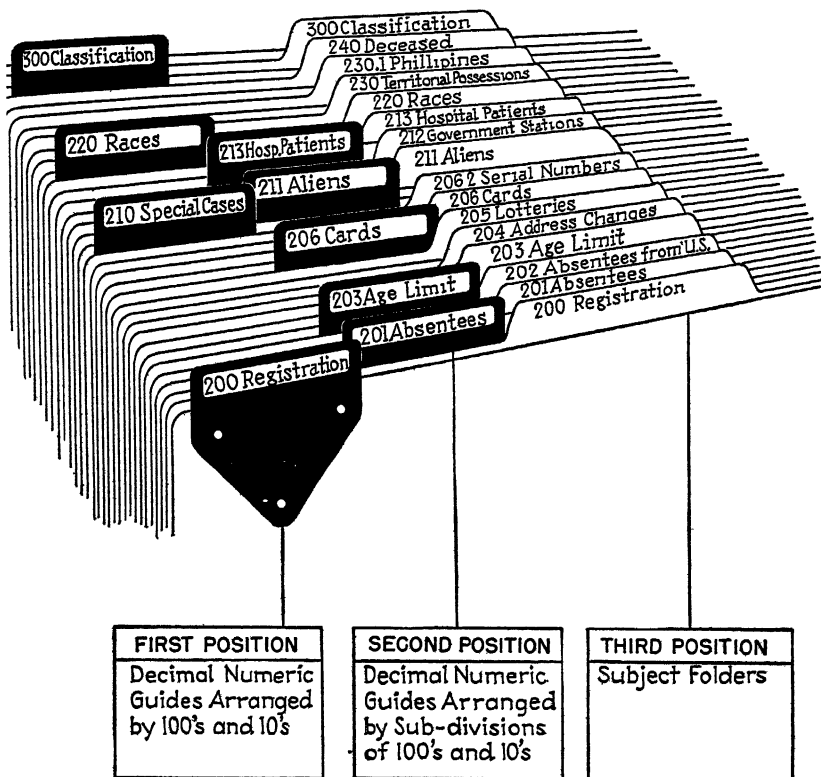 300 Classification
240 Deceased
230.1 Phillipines
230 Territorial Possessions
220 Races
213 Hospital Patients
212 Government Stations
211 Aliens
206 2 Serial Numbers
206 Cards
205 Lotteries
204 Address Changes
203 Age Limit
202 Absentees from U.S.
201 Absentees
200 Registration
300 Classification
220 Races
213 Hosp. Patients
211 Aliens
210 Special Cases
206 Cards
203 Age Limit
201 Absentees
200 Registration
FIRST POSITION
Decimal Numeric
Guides Arranged
by 100's and 10's
SECOND POSITION
Decimal Numeric
Guides Arranged
by Sub-divisions
of 100's and 10's
THIRD POSITION
Subject Folders